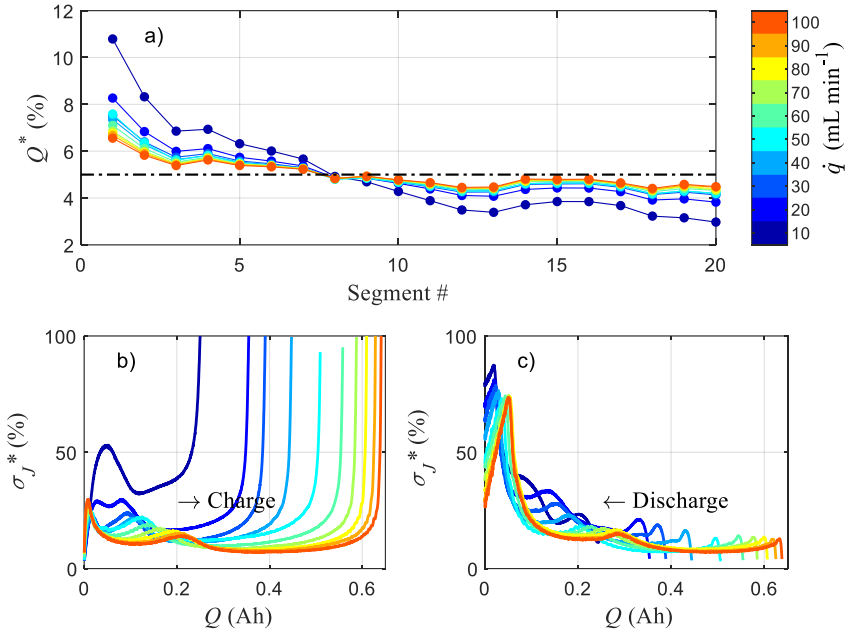 a)
Q* (%)
12
10
8
6
4
2
0
5
10
15
20
Segment #
100
90
80
70
60
50
40
30
20
10
q̇ (mL min⁻¹)
b)
σJ* (%)
100
50
0
→ Charge
0
0.2
0.4
0.6
Q (Ah)
c)
σJ* (%)
100
50
0
← Discharge
0
0.2
0.4
0.6
Q (Ah)